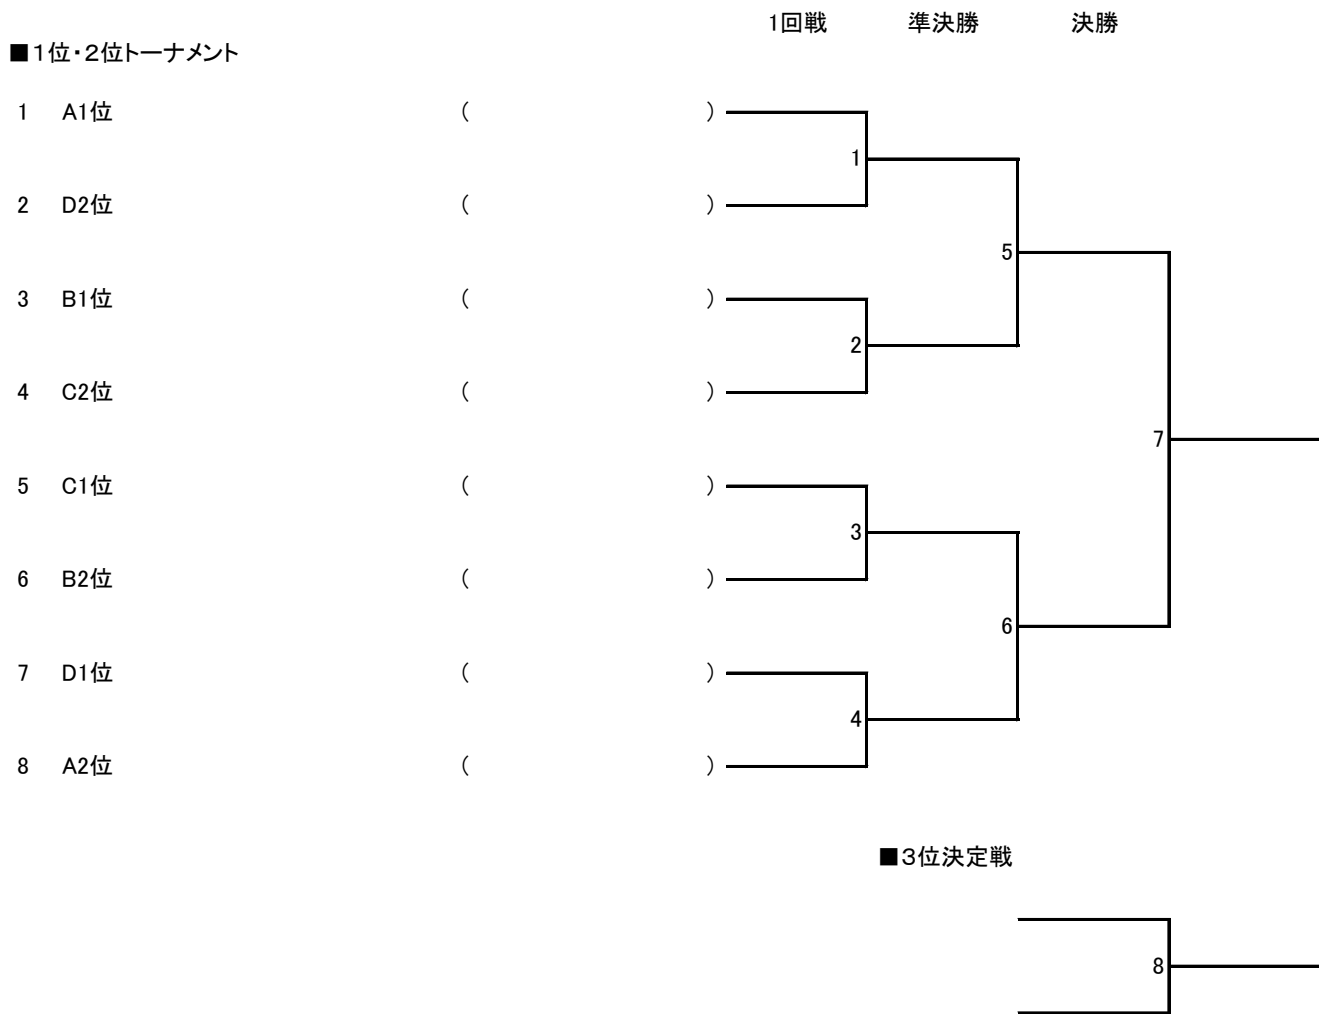 1回戦 準決勝 決勝
■1位・2位トーナメント
1 A1位 ( )
1
2 D2位 ( )
5
3 B1位 ( )
2
4 C2位 ( )
7
5 C1位 ( )
3
6 B2位 ( )
6
7 D1位 ( )
4
8 A2位 ( )
■3位決定戦
8